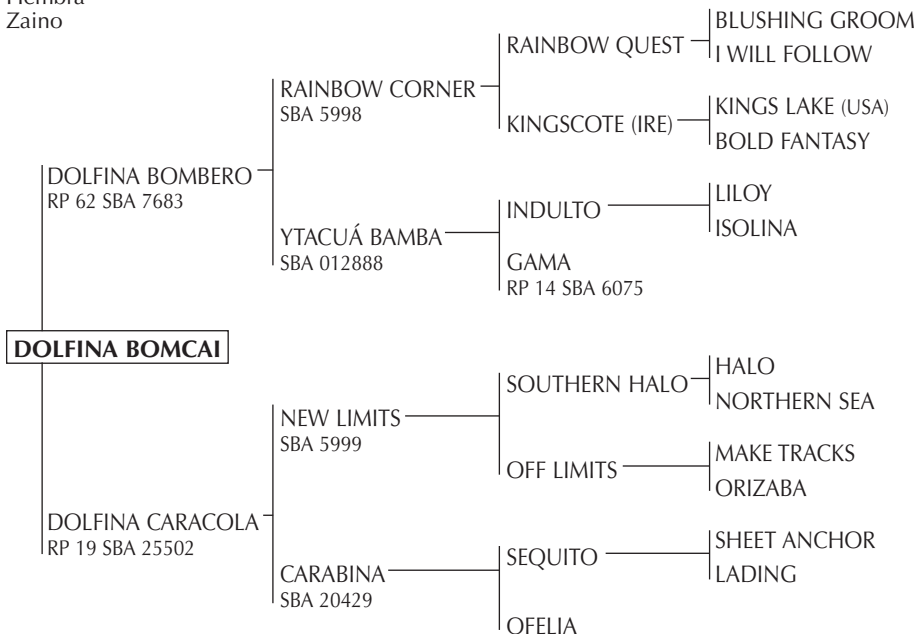 Zaino
BLUSHING GROOM
RAINBOW QUEST
I WILL FOLLOW
RAINBOW CORNER
SBA 5998
KINGS LAKE (USA)
KINGSCOTE (IRE)
BOLD FANTASY
DOLFINA BOMBERO
RP 62 SBA 7683
LILOY
INDULTO
ISOLINA
YTACUÁ BAMBA
SBA 012888
GAMA
RP 14 SBA 6075
DOLFINA BOMCAI
HALO
SOUTHERN HALO
NORTHERN SEA
NEW LIMITS
SBA 5999
MAKE TRACKS
OFF LIMITS
ORIZABA
DOLFINA CARACOLA
RP 19 SBA 25502
SHEET ANCHOR
SEQUITO
LADING
CARABINA
SBA 20429
OFELIA